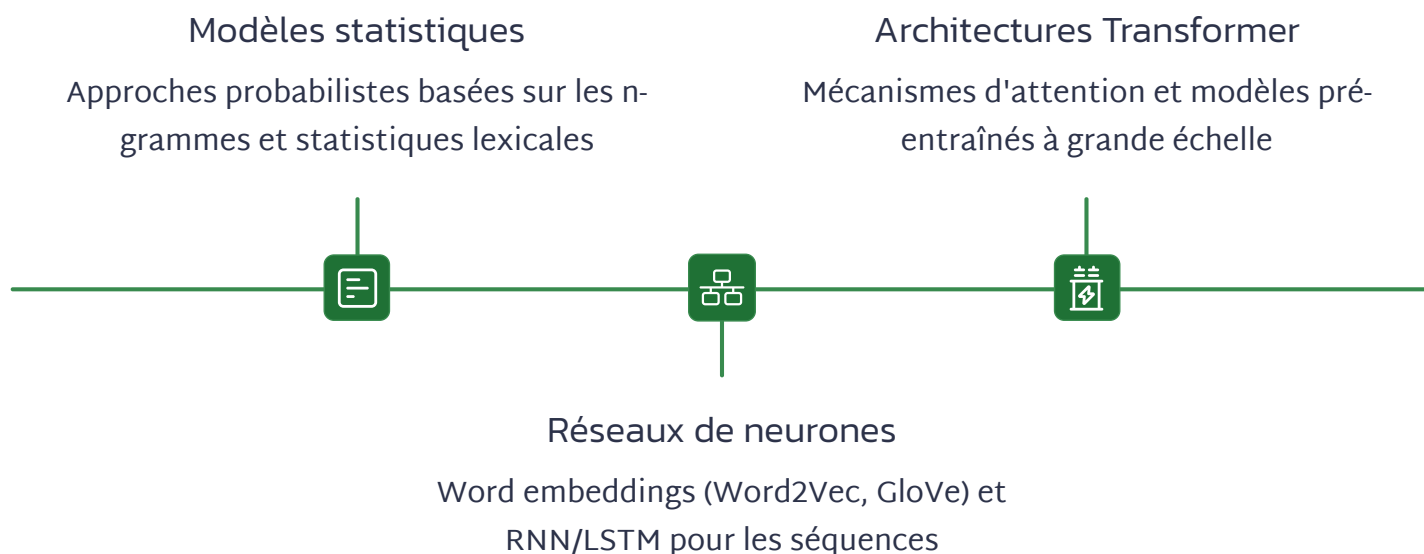 Modèles statistiques
Approches probabilistes basées sur les n-
grammes et statistiques lexicales
Architectures Transformer
Mécanismes d'attention et modèles pré-
entraînés à grande échelle
Réseaux de neurones
Word embeddings (Word2Vec, GloVe) et
RNN/LSTM pour les séquences